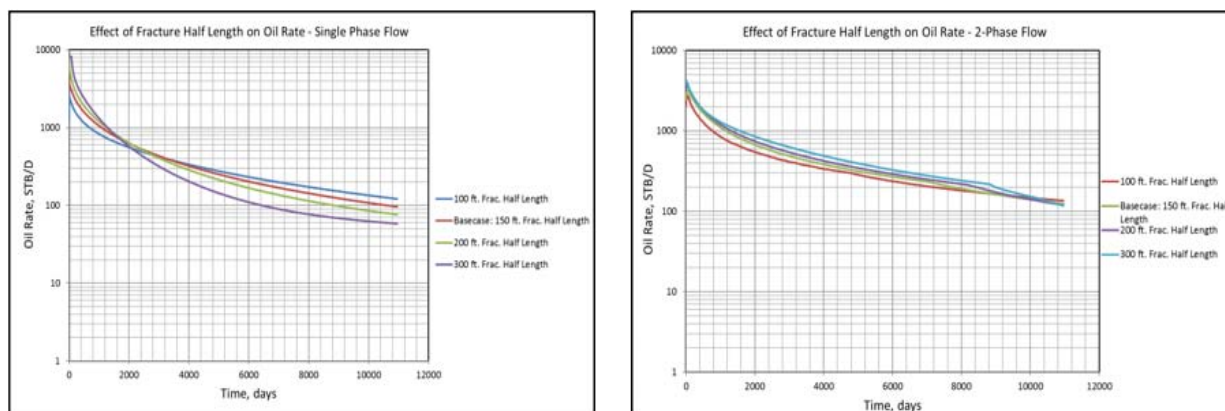 Effect of Fracture Half Length on Oil Rate - Single Phase Flow
10000
1000
100
10
1
Oil Rate, STB/D
0
2000
4000
6000
8000
10000
12000
Time, days
100 ft. Frac. Half Length
Basecase: 150 ft. Frac. Half Length
200 ft. Frac. Half Length
300 ft. Frac. Half Length
Effect of Fracture Half Length on Oil Rate - 2-Phase Flow
10000
1000
100
10
1
Oil Rate, STB/D
0
2000
4000
6000
8000
10000
12000
Time, days
100 ft. Frac. Half Length
Basecase: 150 ft. Frac. Half
Length
200 ft. Frac. Half Length
300 ft. Frac. Half Length